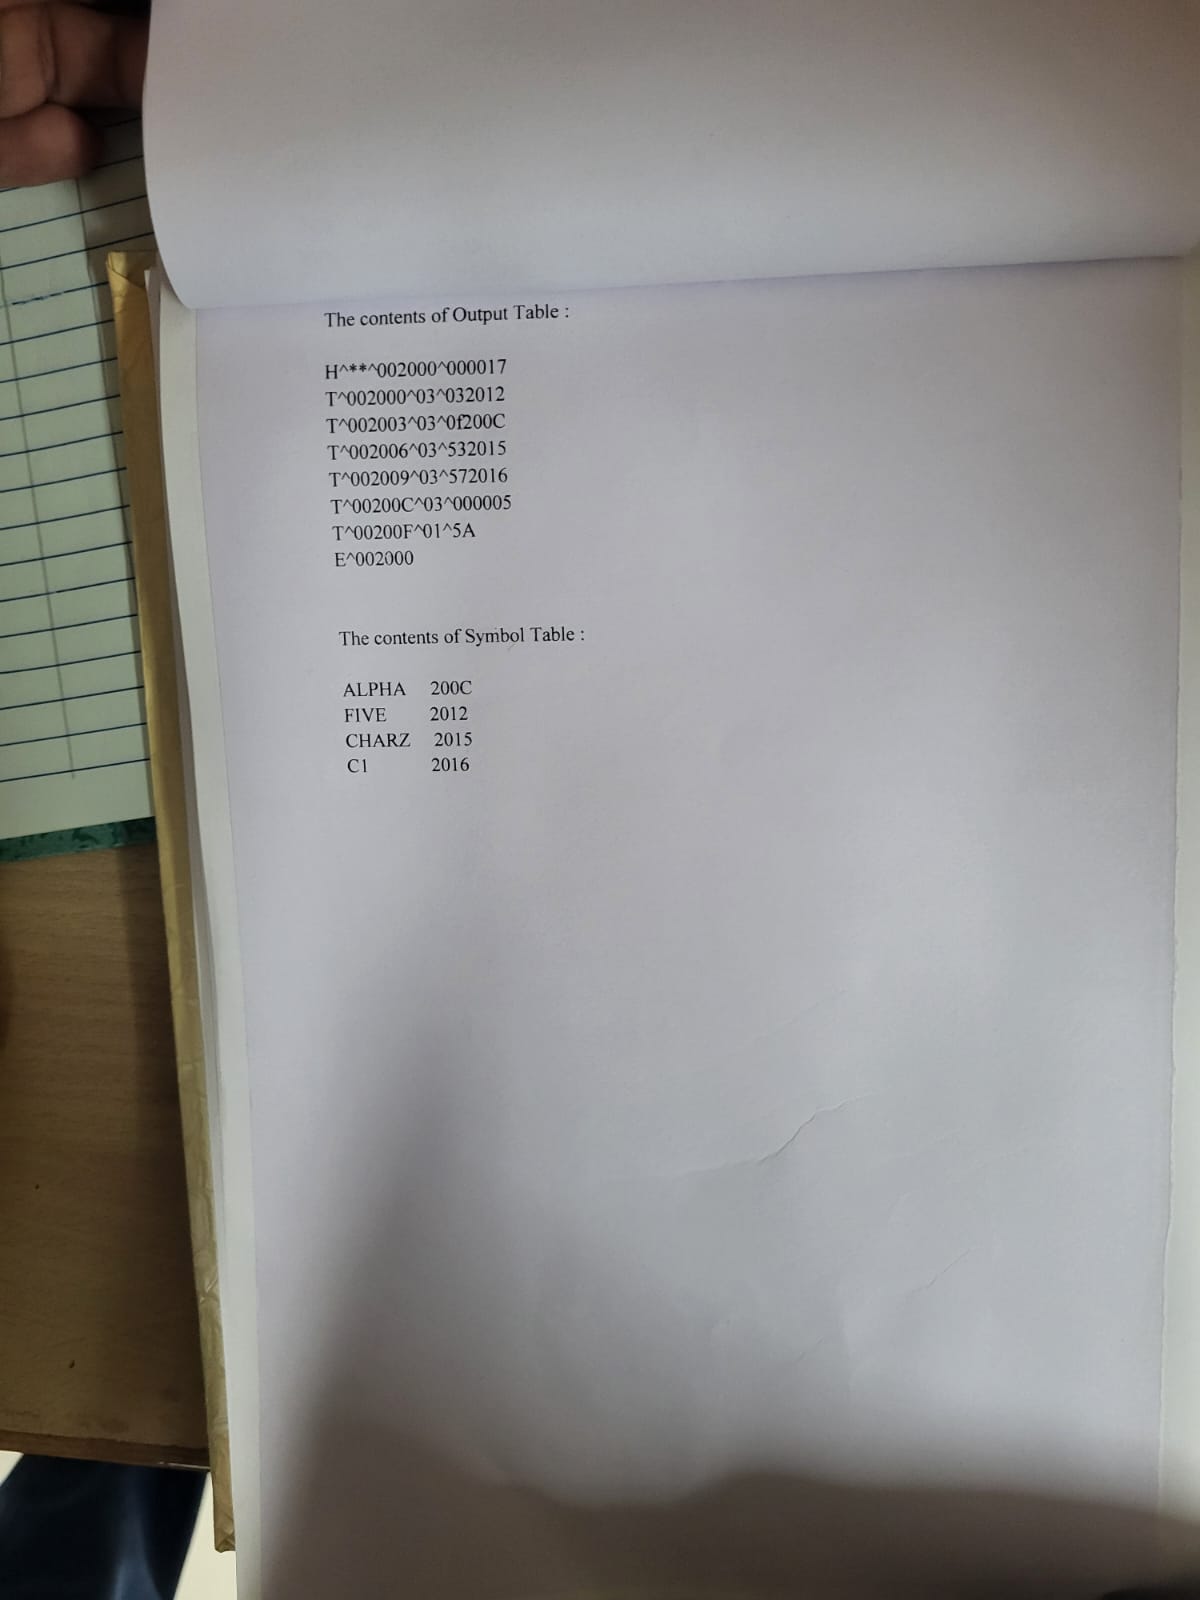 The contents of Output Table :
H^**^002000^000017
T^002000^03^032012
T^002003^03^0f200C
T^002006^03^532015
T^002009^03^572016
T^00200C^03^000005
T^00200F^01^5A
E^002000
The contents of Symbol Table :
ALPHA 200C
FIVE 2012
CHARZ 2015
C1 2016